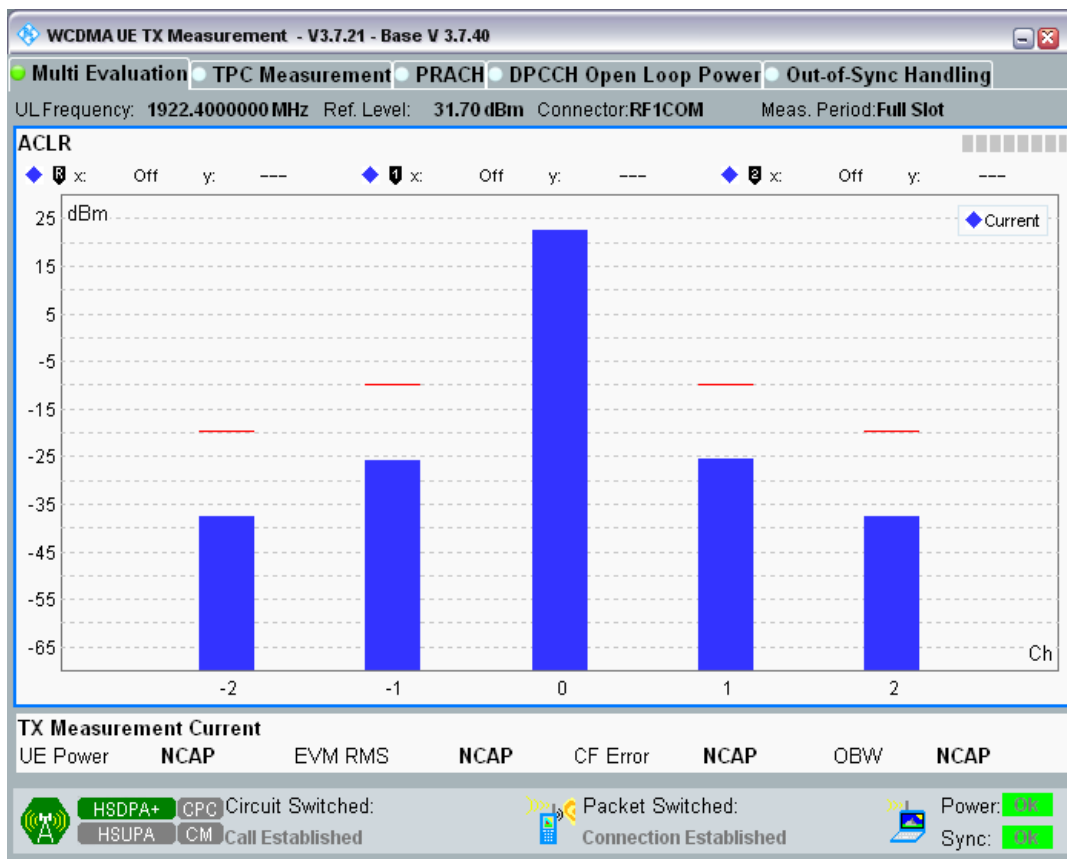 WCDMA UE TX Measurement - V3.7.21 - Base V 3.7.40
Multi Evaluation TPC Measurement PRACH DPCCH Open Loop Power Out-of-Sync Handling
UL Frequency: 1922.4000000 MHz Ref. Level: 31.70 dBm Connector:RF1COM Meas. Period:Full Slot
ACLR
R x: Off y: --- 1 x: Off y: --- 2 x: Off y: ---
dBm
Current
25
15
5
-5
-15
-25
-35
-45
-55
-65
Ch
-2 -1 0 1 2
TX Measurement Current
UE Power NCAP EVM RMS NCAP CF Error NCAP OBW NCAP
HSDPA+ CPC Circuit Switched: Packet Switched: Power: OK
HSUPA CM Call Established Connection Established Sync: OK